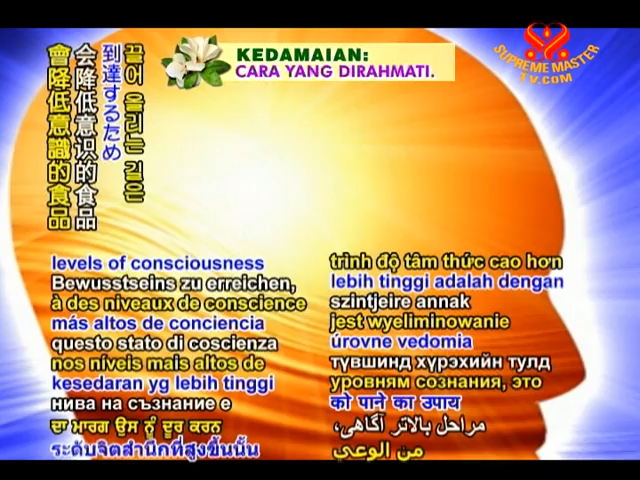 KEDAMAIAN:
CARA YANG DIRAHMATI.
SUPREME MASTER
TV.COM
끌어 올리는 길은
到達するため
会降低意识的食品
會降低意識的食品
levels of consciousness
Bewusstseins zu erreichen,
à des niveaux de conscience
más altos de conciencia
questo stato di coscienza
nos níveis mais altos de
kesedaran yg lebih tinggi
нива на съзнание е
ਦਾ ਮਾਰਗ ਉਸ ਨੂੰ ਦੂਰ ਕਰਨ
ระดับจิตสำนึกที่สูงขึ้นนั้น
trình độ tâm thức cao hơn
lebih tinggi adalah dengan
szintjeire annak
jest wyeliminowanie
úrovne vedomia
түвшинд хүрэхийн тулд
уровням сознания, это
को पाने का उपाय
مراحل بالاتر آگاهی،
من الوعي